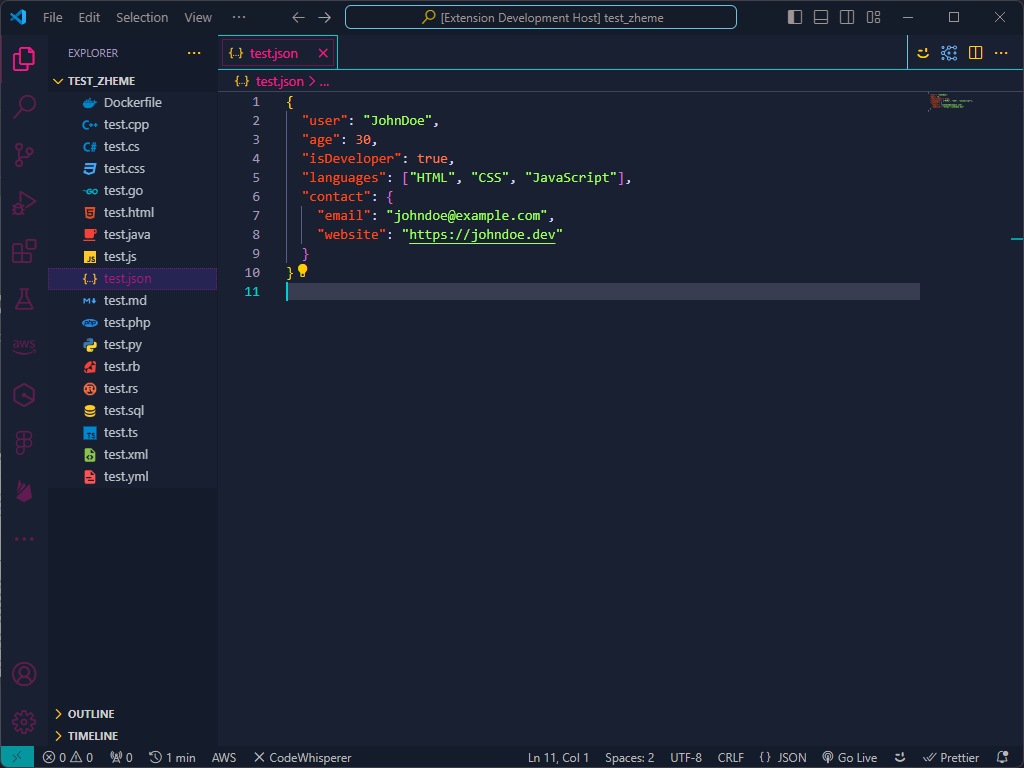 File Edit Selection View ··· [Extension Development Host] test_zheme
EXPLORER ···
TEST_ZHEME
Dockerfile
test.cpp
test.cs
test.css
test.go
test.html
test.java
test.js
test.json
test.md
test.php
test.py
test.rb
test.rs
test.sql
test.ts
test.xml
test.yml
OUTLINE
TIMELINE
aws
{..} test.json
{..} test.json > ...
1 {
2 "user": "JohnDoe",
3 "age": 30,
4 "isDeveloper": true,
5 "languages": ["HTML", "CSS", "JavaScript"],
6 "contact": {
7 "email": "johndoe@example.com",
8 "website": "https://johndoe.dev"
9 }
10 }
11
0 0 0 1 min AWS CodeWhisperer Ln 11, Col 1 Spaces: 2 UTF-8 CRLF {} JSON Go Live Prettier